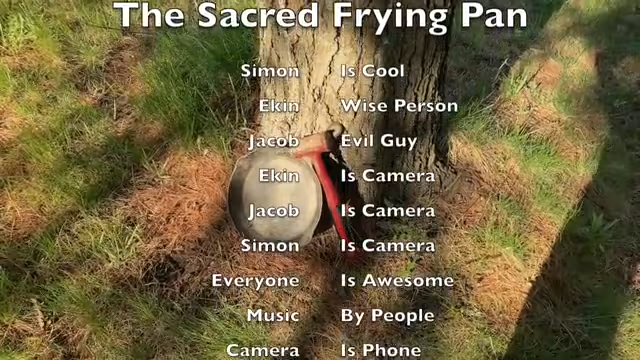 The Sacred Frying Pan
Simon Is Cool
Ekin Wise Person
Jacob Evil Guy
Ekin Is Camera
Jacob Is Camera
Simon Is Camera
Everyone Is Awesome
Music By People
Camera Is Phone